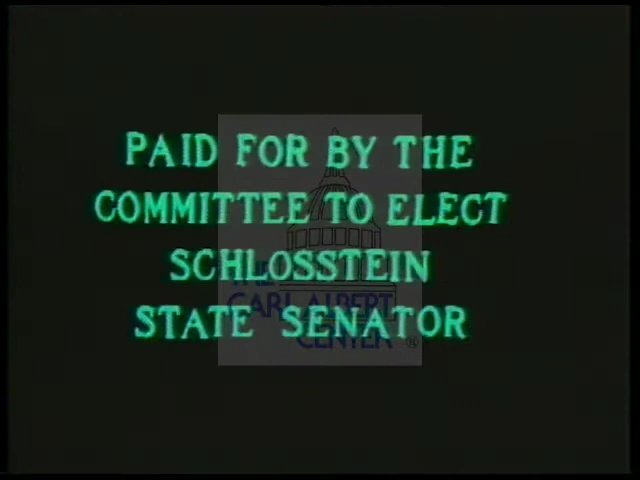 PAID FOR BY THE
COMMITTEE TO ELECT
SCHLOSSTEIN
STATE SENATOR
THE
CARL ALBERT
CENTER